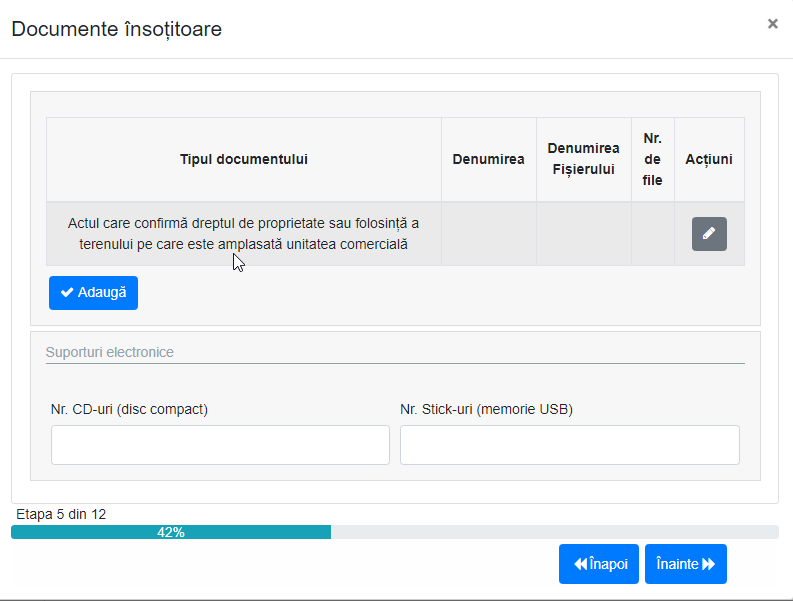 Documente însoțitoare
×
Tipul documentului
Denumirea
Denumirea
Fișierului
Nr.
de
file
Acțiuni
Actul care confirmă dreptul de proprietate sau folosință a
terenului pe care este amplasată unitatea comercială
Adaugă
Suporturi electronice
Nr. CD-uri (disc compact)
Nr. Stick-uri (memorie USB)
Etapa 5 din 12
42%
Înapoi
Înainte